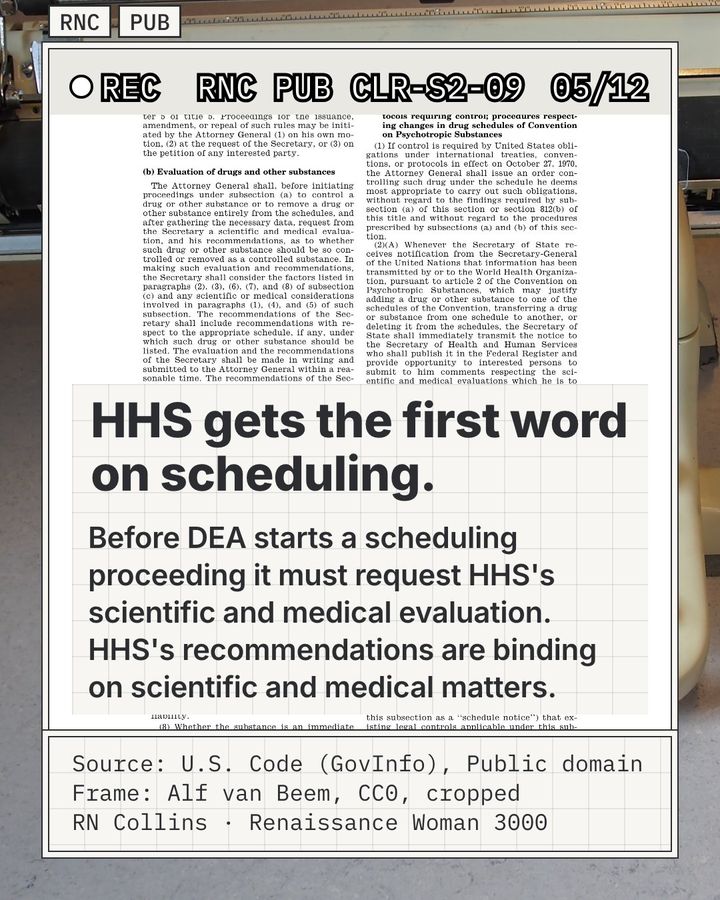 RNC PUB
REC RNC PUB CLR-S2-09 05/12
ter 5 of title 5. Proceedings for the issuance,
amendment, or repeal of such rules may be initi-
ated by the Attorney General (1) on his own mo-
tion, (2) at the request of the Secretary, or (3) on
the petition of any interested party.
(b) Evaluation of drugs and other substances
The Attorney General shall, before initiating
proceedings under subsection (a) to control a
drug or other substance or to remove a drug or
other substance entirely from the schedules, and
after gathering the necessary data, request from
the Secretary a scientific and medical evalua-
tion, and his recommendations, as to whether
such drug or other substance should be so con-
trolled or removed as a controlled substance. In
making such evaluation and recommendations,
the Secretary shall consider the factors listed in
paragraphs (2), (3), (6), (7), and (8) of subsection
(c) and any scientific or medical considerations
involved in paragraphs (1), (4), and (5) of such
subsection. The recommendations of the Sec-
retary shall include recommendations with re-
spect to the appropriate schedule, if any, under
which such drug or other substance should be
listed. The evaluation and the recommendations
of the Secretary shall be made in writing and
submitted to the Attorney General within a rea-
sonable time. The recommendations of the Sec-
tocols requiring control; procedures respect-
ing changes in drug schedules of Convention
on Psychotropic Substances
(1) If control is required by United States obli-
gations under international treaties, conven-
tions, or protocols in effect on October 27, 1970,
the Attorney General shall issue an order con-
trolling such drug under the schedule he deems
most appropriate to carry out such obligations,
without regard to the findings required by sub-
section (a) of this section or section 812(b) of
this title and without regard to the procedures
prescribed by subsections (a) and (b) of this sec-
tion.
(2)(A) Whenever the Secretary of State re-
ceives notification from the Secretary-General
of the United Nations that information has been
transmitted by or to the World Health Organiza-
tion, pursuant to article 2 of the Convention on
Psychotropic Substances, which may justify
adding a drug or other substance to one of the
schedules of the Convention, transferring a drug
or substance from one schedule to another, or
deleting it from the schedules, the Secretary of
State shall immediately transmit the notice to
the Secretary of Health and Human Services
who shall publish it in the Federal Register and
provide opportunity to interested persons to
submit to him comments respecting the sci-
entific and medical evaluations which he is to
HHS gets the first word
on scheduling.
Before DEA starts a scheduling
proceeding it must request HHS's
scientific and medical evaluation.
HHS's recommendations are binding
on scientific and medical matters.
liability.
(8) Whether the substance is an immediate
this subsection as a ‘‘schedule notice’’) that ex-
isting legal controls applicable under this sub-
Source: U.S. Code (GovInfo), Public domain
Frame: Alf van Beem, CC0, cropped
RN Collins · Renaissance Woman 3000